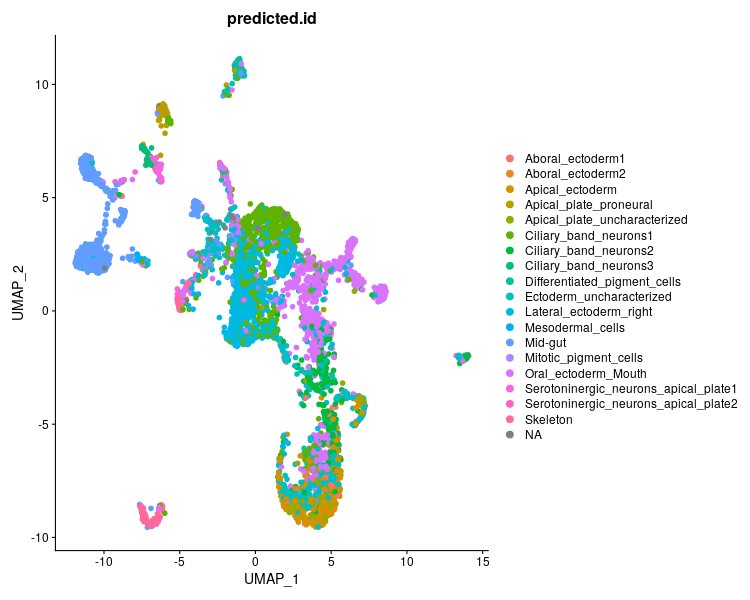 predicted.id
10
5
0
-5
-10
UMAP_2
-10
-5
0
5
10
15
UMAP_1
Aboral_ectoderm1
Aboral_ectoderm2
Apical_ectoderm
Apical_plate_proneural
Apical_plate_uncharacterized
Ciliary_band_neurons1
Ciliary_band_neurons2
Ciliary_band_neurons3
Differentiated_pigment_cells
Ectoderm_uncharacterized
Lateral_ectoderm_right
Mesodermal_cells
Mid-gut
Mitotic_pigment_cells
Oral_ectoderm_Mouth
Serotoninergic_neurons_apical_plate1
Serotoninergic_neurons_apical_plate2
Skeleton
NA